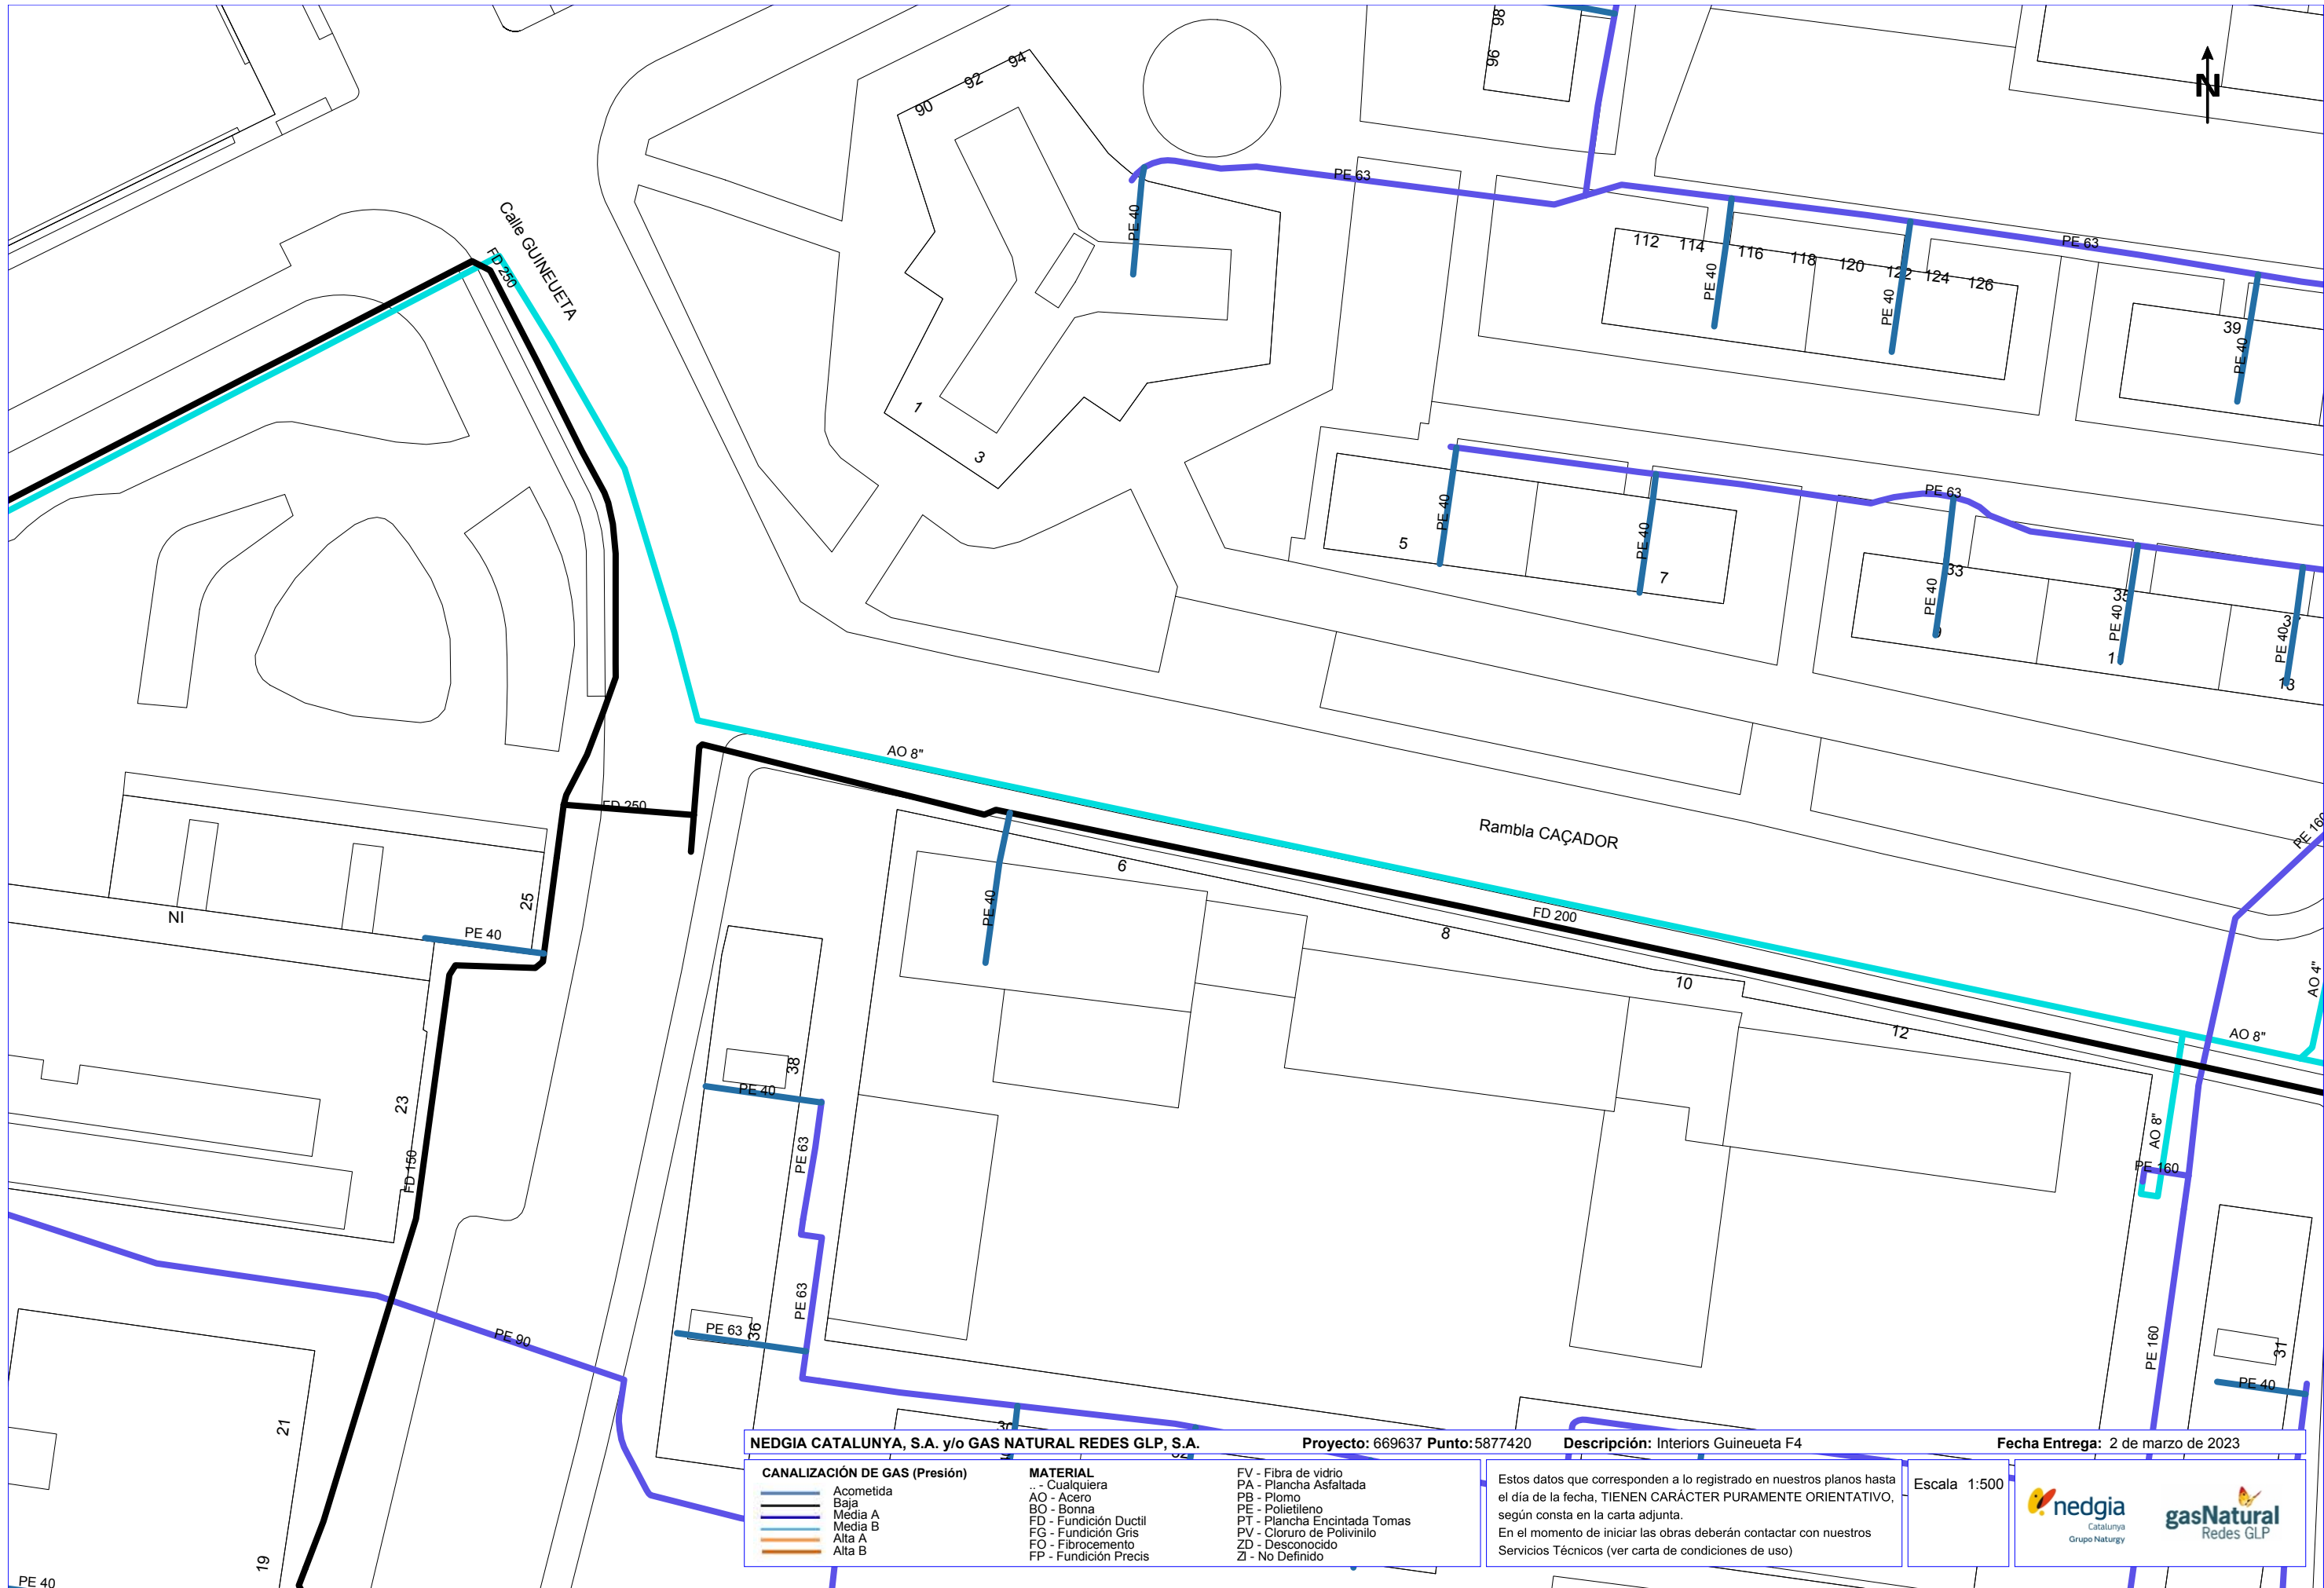 98
96
94
92
90
N
Calle GUINEUETA
FD 250
PE 63
PE 40
112
114
116
118
120
122
124
126
PE 63
PE 40
PE 40
39
PE 40
1
3
PE 63
PE 40
PE 40
5
7
33
PE 40
35
PE 40
1
PE 40
13
AO 8"
FD 250
Rambla CAÇADOR
PE 160
6
PE 40
FD 200
8
10
12
AO 4"
AO 8"
25
NI
PE 40
38
PE 40
PE 63
23
FD 150
AO 8"
PE 160
PE 63
PE 63
36
PE 90
PE 160
31
PE 40
21
19
PE 40
30
NEDGIA CATALUNYA, S.A. y/o GAS NATURAL REDES GLP, S.A. Proyecto: 669637 Punto:5877420 Descripción: Interiors Guineueta F4 Fecha Entrega: 2 de marzo de 2023
CANALIZACIÓN DE GAS (Presión)
Acometida
Baja
Media A
Media B
Alta A
Alta B
MATERIAL
.. - Cualquiera
AO - Acero
BO - Bonna
FD - Fundición Ductil
FG - Fundición Gris
FO - Fibrocemento
FP - Fundición Precis
FV - Fibra de vidrio
PA - Plancha Asfaltada
PB - Plomo
PE - Polietileno
PT - Plancha Encintada Tomas
PV - Cloruro de Polivinilo
ZD - Desconocido
ZI - No Definido
Estos datos que corresponden a lo registrado en nuestros planos hasta
el día de la fecha, TIENEN CARÁCTER PURAMENTE ORIENTATIVO,
según consta en la carta adjunta.
En el momento de iniciar las obras deberán contactar con nuestros
Servicios Técnicos (ver carta de condiciones de uso)
Escala 1:500
nedgia
Catalunya
Grupo Naturgy
gasNatural
Redes GLP